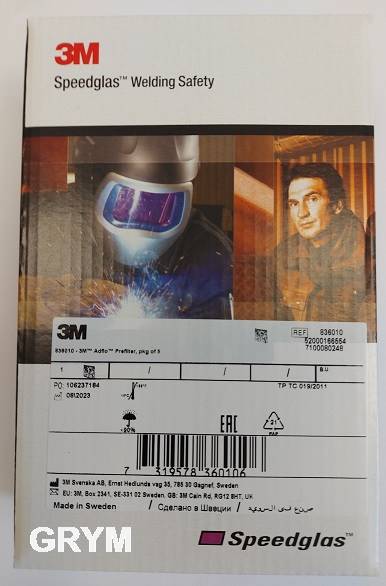 3M
Speedglas™ Welding Safety
3M
836010 - 3M™ Adflo™ Prefilter, pkg of 5
REF 836010
52000166554
7100080248
1 / / / / B.U
PO: 106237184
TP TC 019/2011
08\2023
<90%
EAC
21
PAP
7 319578 360106
3M Svenska AB, Ernst Hedlunds vag 35, 785 30 Gagnef, Sweden
EU: 3M, Box 2341, SE-331 02 Sweden, GB: 3M Cain Rd, RG12 8HT, UK
Made in Sweden / Сделано в Швеции / صنع في السويد
GRYM
Speedglas™